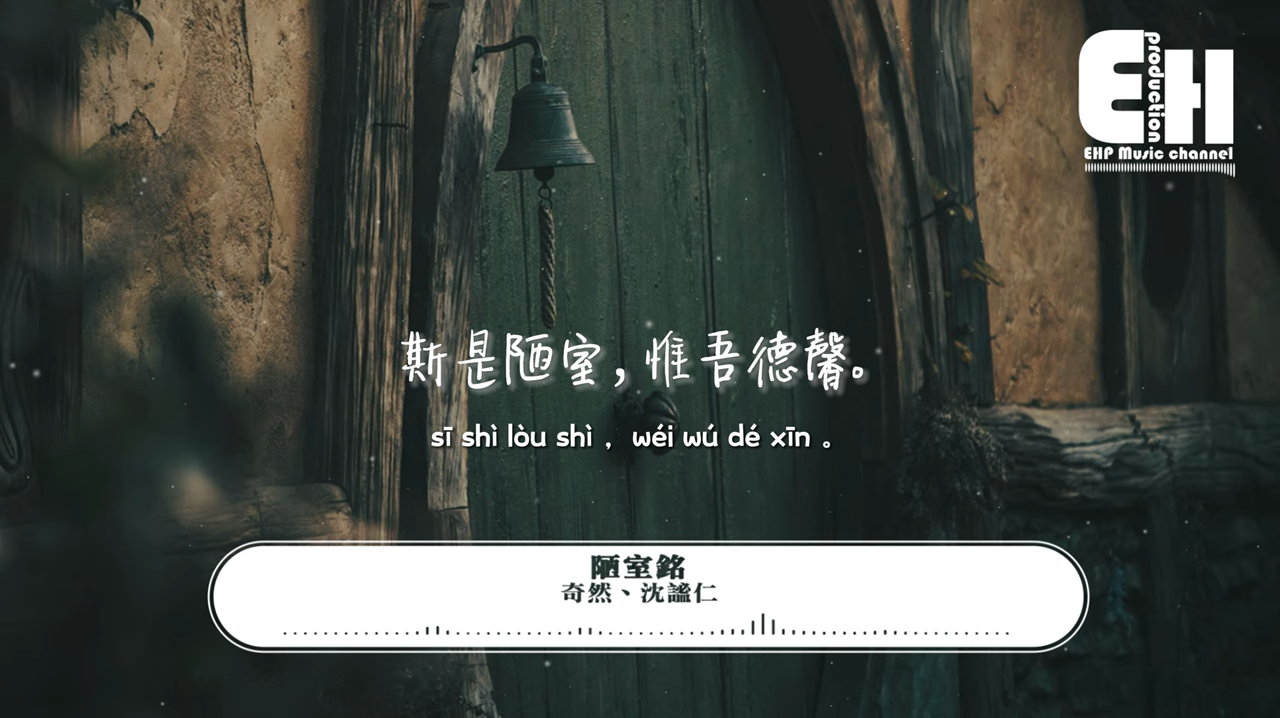 EH
production
EHP Music channel
斯是陋室，惟吾德馨。
sī shì lòu shì ， wéi wú dé xīn 。
陋室銘
奇然、沈謐仁